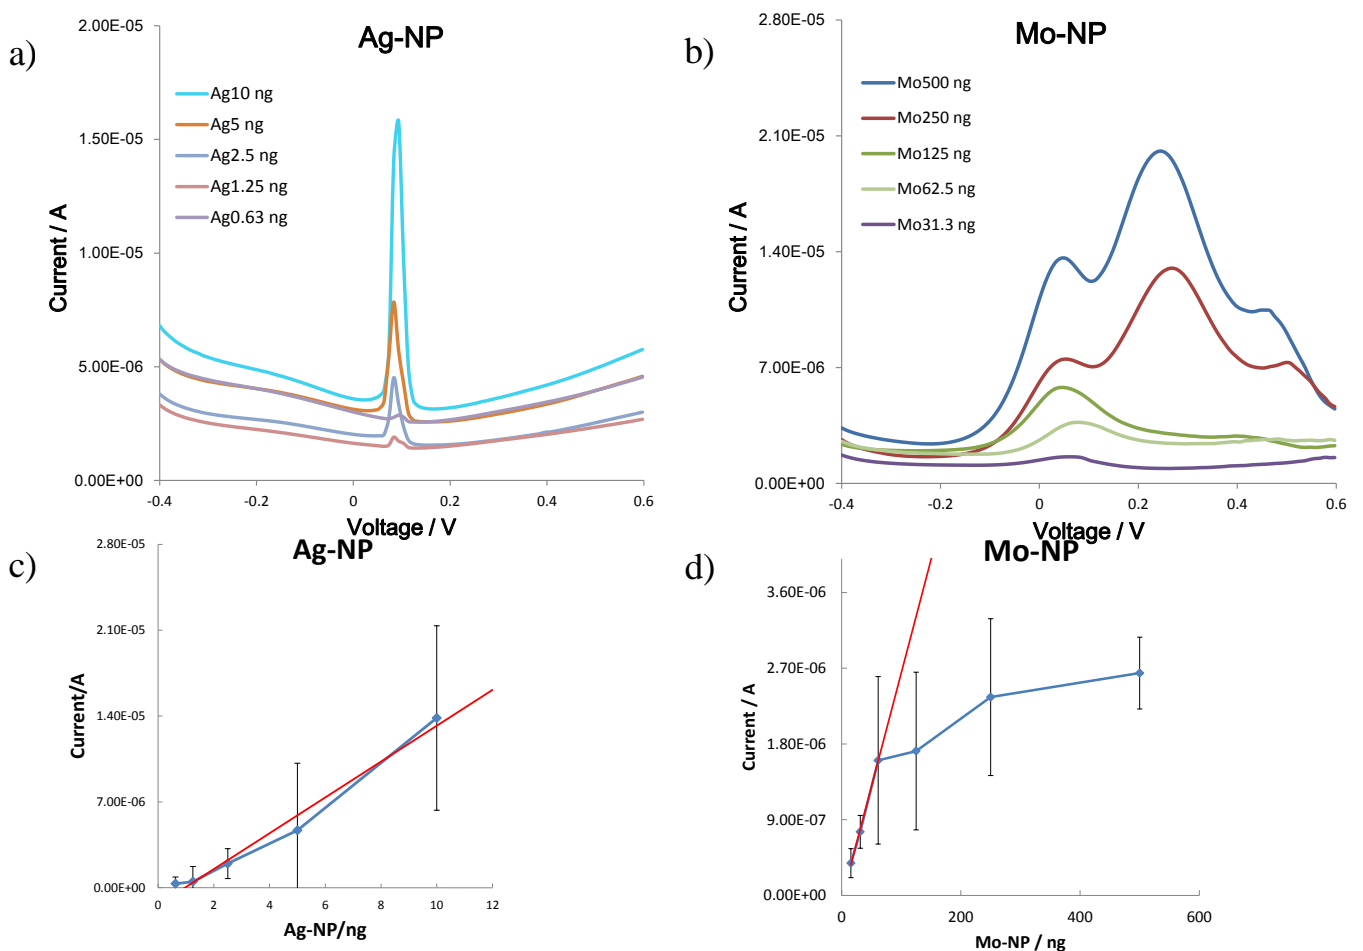 a)
Ag-NP
2.00E-05
1.50E-05
1.00E-05
5.00E-06
0.00E+00
Current / A
Ag10 ng
Ag5 ng
Ag2.5 ng
Ag1.25 ng
Ag0.63 ng
-0.4
-0.2
0
0.2
0.4
0.6
Voltage / V
b)
Mo-NP
2.80E-05
2.10E-05
1.40E-05
7.00E-06
0.00E+00
Current / A
Mo500 ng
Mo250 ng
Mo125 ng
Mo62.5 ng
Mo31.3 ng
-0.4
-0.2
0
0.2
0.4
0.6
Voltage / V
c)
Ag-NP
2.80E-05
2.10E-05
1.40E-05
7.00E-06
0.00E+00
Current/A
0
2
4
6
8
10
12
Ag-NP/ng
d)
Mo-NP
3.60E-06
2.70E-06
1.80E-06
9.00E-07
0.00E+00
Current / A
0
200
400
600
Mo-NP / ng